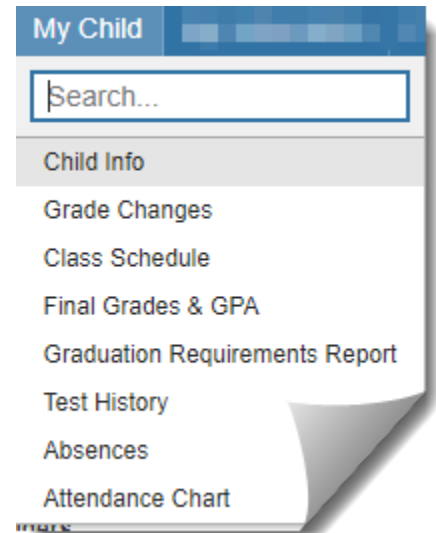 My Child
Search...
Child Info
Grade Changes
Class Schedule
Final Grades & GPA
Graduation Requirements Report
Test History
Absences
Attendance Chart